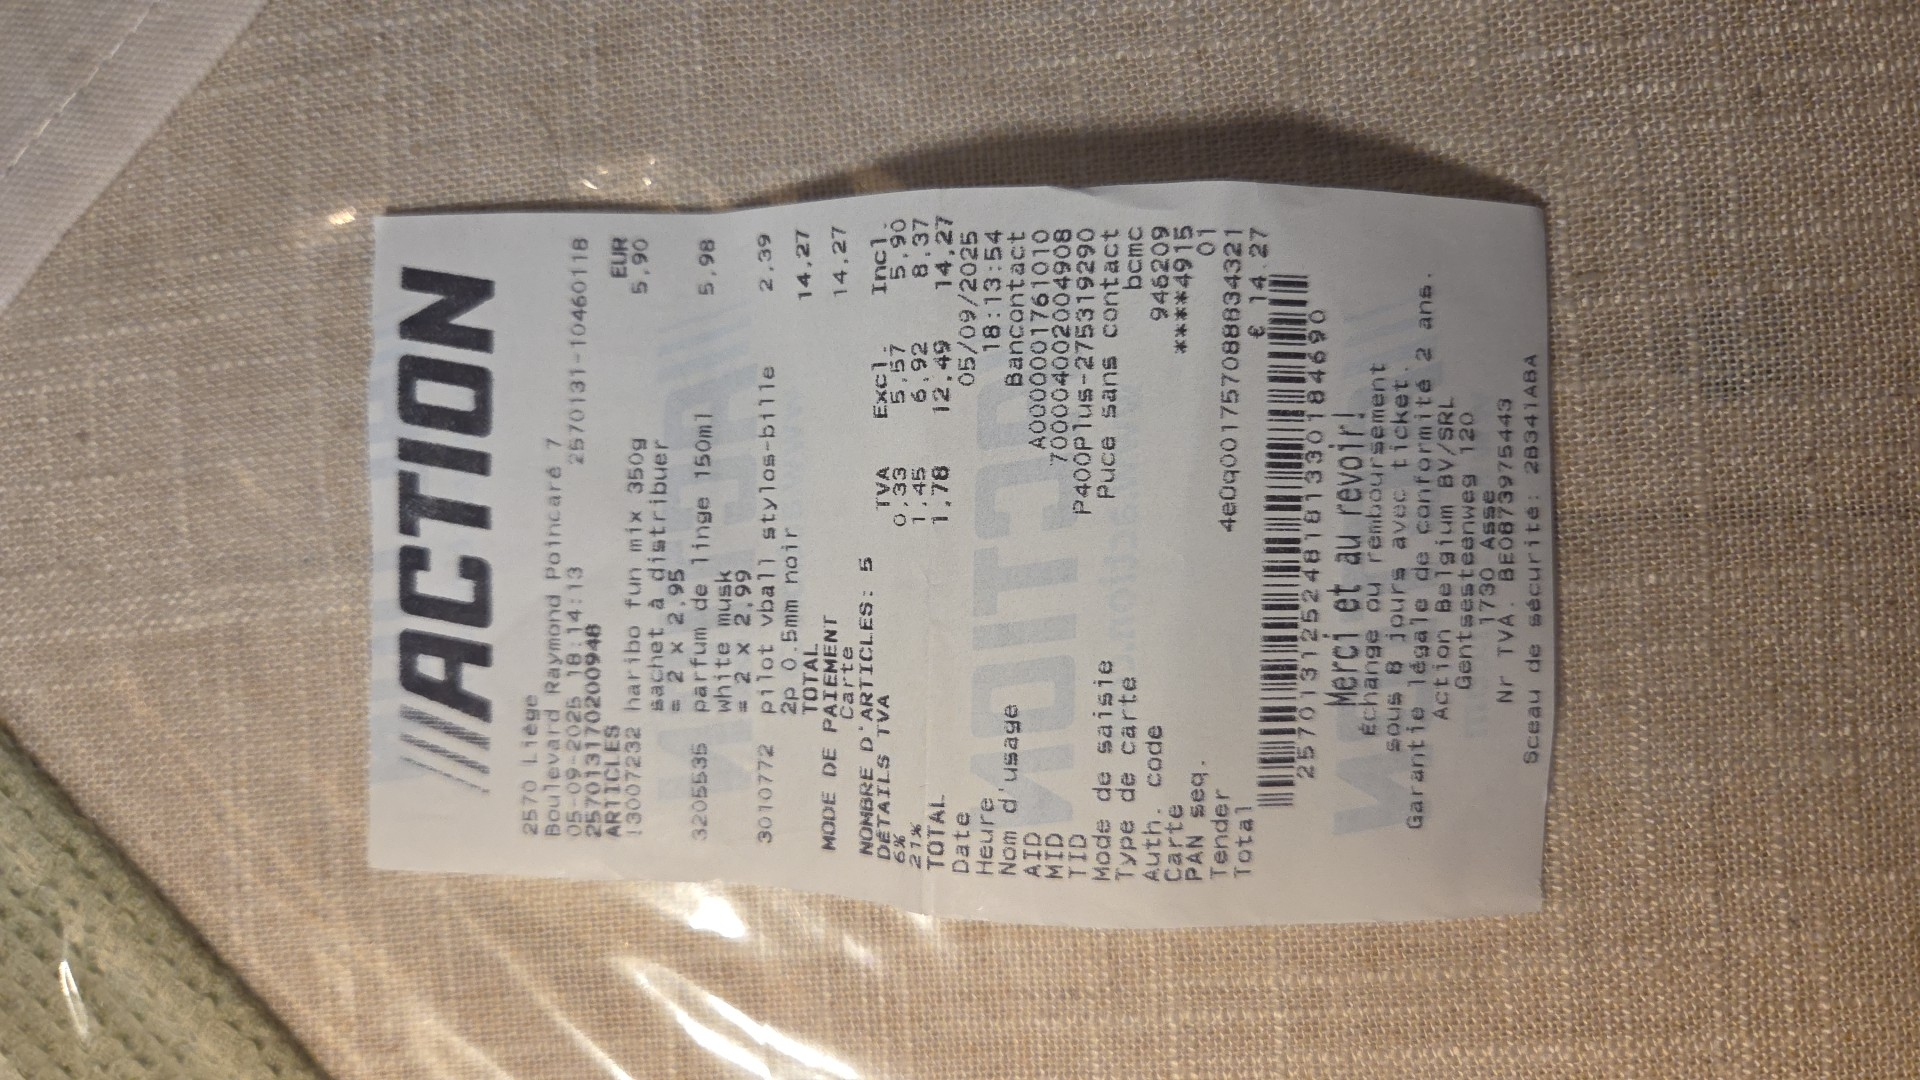 ACTION
2570 Liège
Boulevard Raymond Poincaré 7
05-09-2025 18:14:13 2570131-10460118
2570131170200948
ARTICLES EUR
13007232 haribo fun mix 350g 5,90
sachet à distribuer
= 2 x 2,95
3205535 parfum de linge 150ml 5,98
white musk
= 2 x 2,99
3010772 pilot vball stylos-bille 2,39
2p 0.5mm noir
TOTAL 14,27
MODE DE PAIEMENT
Carte 14,27
NOMBRE D'ARTICLES: 5
DÉTAILS TVA TVA Excl. Incl.
6% 0,33 5,57 5,90
21% 1,45 6,92 8,37
TOTAL 1,78 12,49 14,27
Date 05/09/2025
Heure 18:13:54
Nom d'usage Bancontact
AID A0000001761010
MID 7000040020004908
TID P400Plus-275319290
Mode de saisie Puce sans contact
Type de carte bcmc
Auth. code 946209
Carte ****4915
PAN seq. 01
Tender 4e0q001757088834321
Total € 14.27
Merci et au revoir!
Échange ou remboursement
sous 8 jours avec ticket.
Garantie légale de conformité 2 ans.
Action Belgium BV/SRL
Gentsesteenweg 120
1730 Asse
Nr TVA. BE0873975443
Sceau de sécurité: 2B341ABA